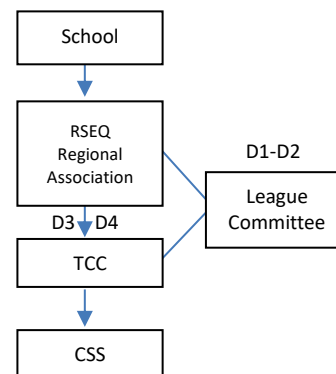 School
RSEQ
Regional
Association
D1-D2
League
Committee
D3 D4
TCC
CSS